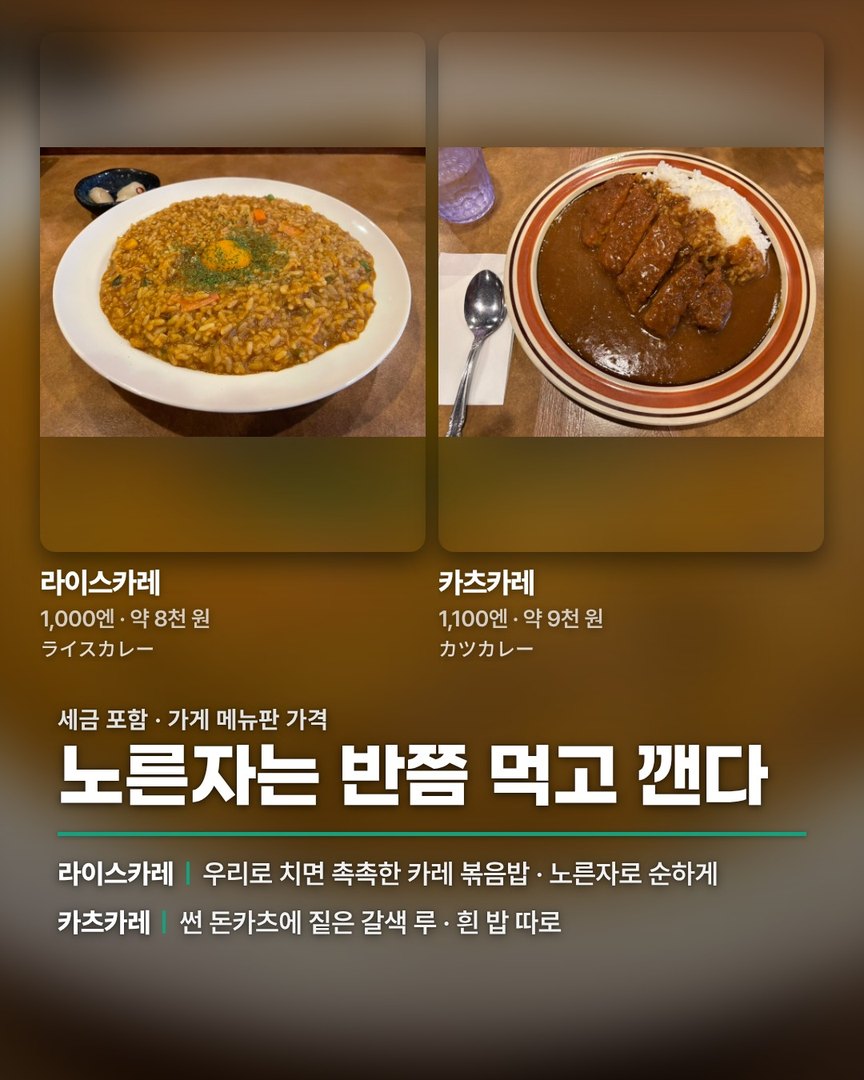 라이스카레
1,000엔 · 약 8천 원
ライスカレー
카츠카레
1,100엔 · 약 9천 원
カツカレー
세금 포함 · 가게 메뉴판 가격
노른자는 반쯤 먹고 깬다
라이스카레 | 우리로 치면 촉촉한 카레 볶음밥 · 노른자로 순하게
카츠카레 | 썬 돈카츠에 짙은 갈색 루 · 흰 밥 따로